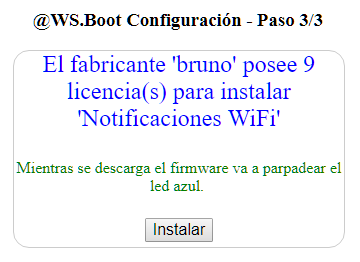 @WS.Boot Configuración - Paso 3/3
El fabricante 'bruno' posee 9
licencia(s) para instalar
'Notificaciones WiFi'
Mientras se descarga el firmware va a parpadear el
led azul.
Instalar